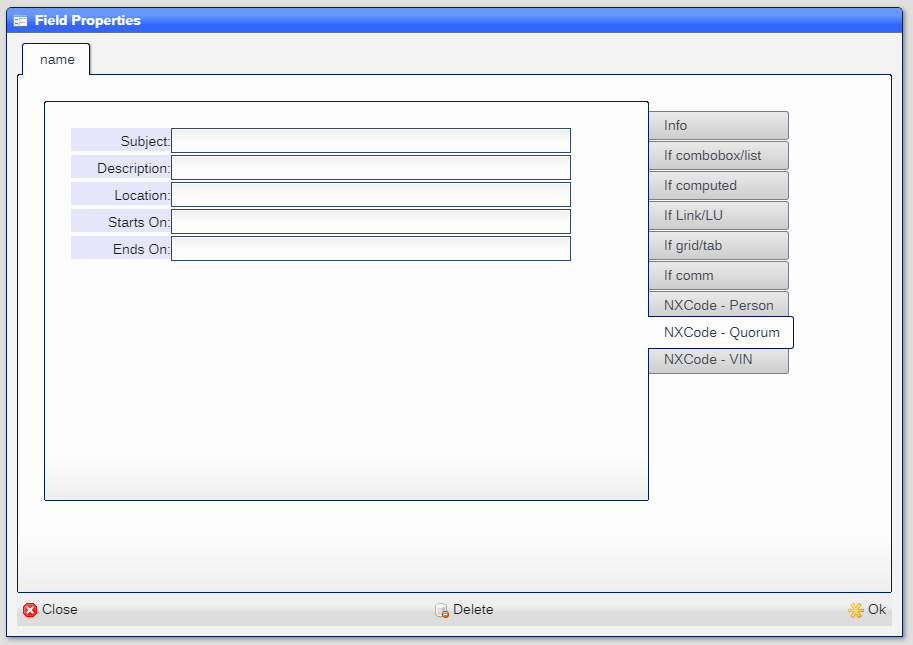 Field Properties
name
Subject:
Description:
Location:
Starts On:
Ends On:
Info
If combobox/list
If computed
If Link/LU
If grid/tab
If comm
NXCode - Person
NXCode - Quorum
NXCode - VIN
Close
Delete
Ok